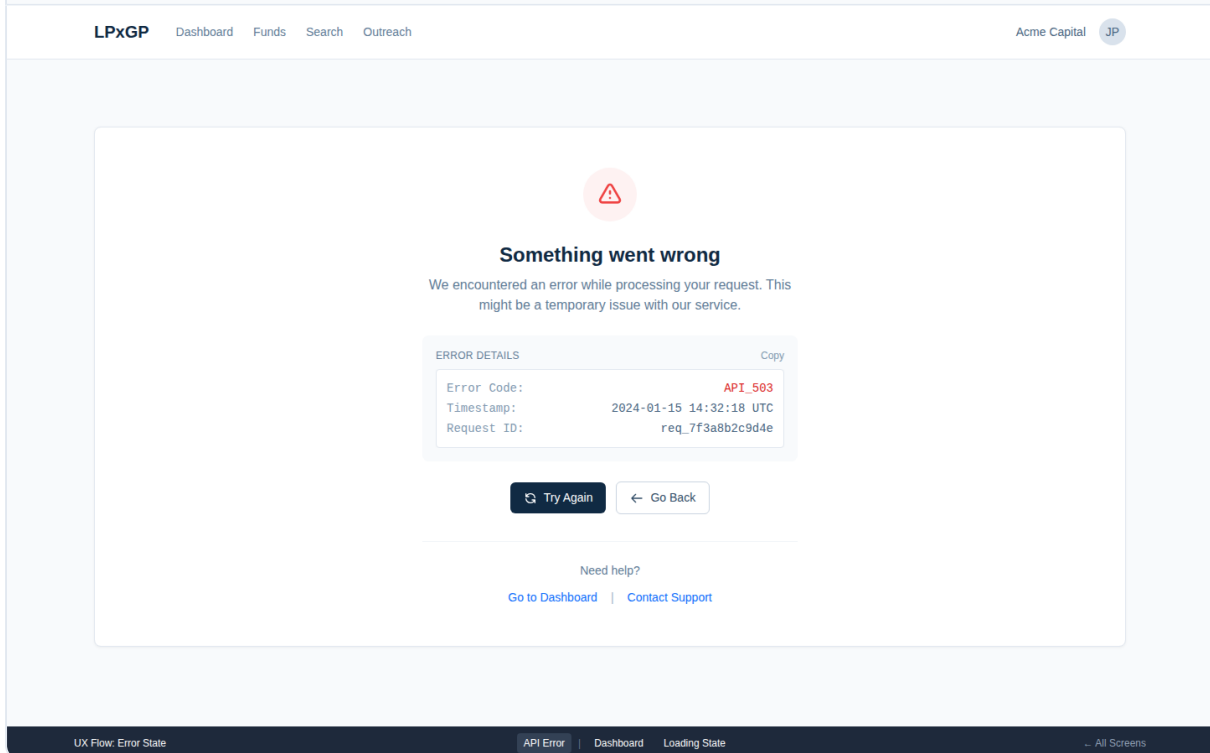 LPxGP Dashboard Funds Search Outreach Acme Capital JP
Something went wrong
We encountered an error while processing your request. This
might be a temporary issue with our service.
ERROR DETAILS Copy
Error Code: API_503
Timestamp: 2024-01-15 14:32:18 UTC
Request ID: req_7f3a8b2c9d4e
Try Again Go Back
Need help?
Go to Dashboard | Contact Support
UX Flow: Error State API Error | Dashboard Loading State ← All Screens